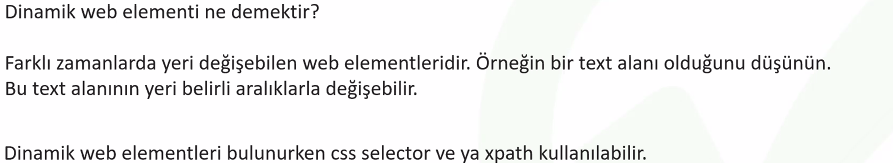 Dinamik web elementi ne demektir?
Farklı zamanlarda yeri değişebilen web elementleridir. Örneğin bir text alanı olduğunu düşünün.
Bu text alanının yeri belirli aralıklarla değişebilir.
Dinamik web elementleri bulunurken css selector ve ya xpath kullanılabilir.